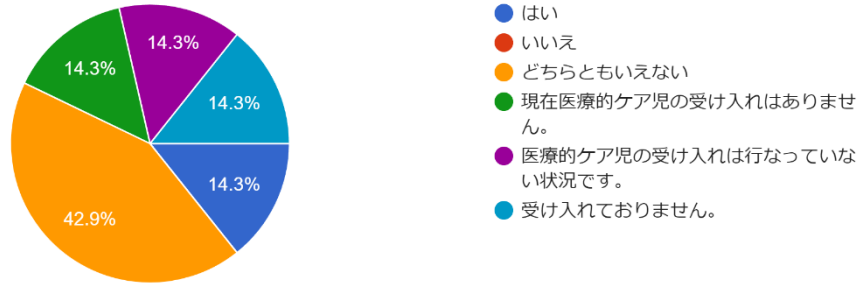 14.3%
14.3%
14.3%
14.3%
42.9%
はい
いいえ
どちらともいえない
現在医療的ケア児の受け入れはありませ
ん。
医療的ケア児の受け入れは行なっていな
い状況です。
受け入れておりません。